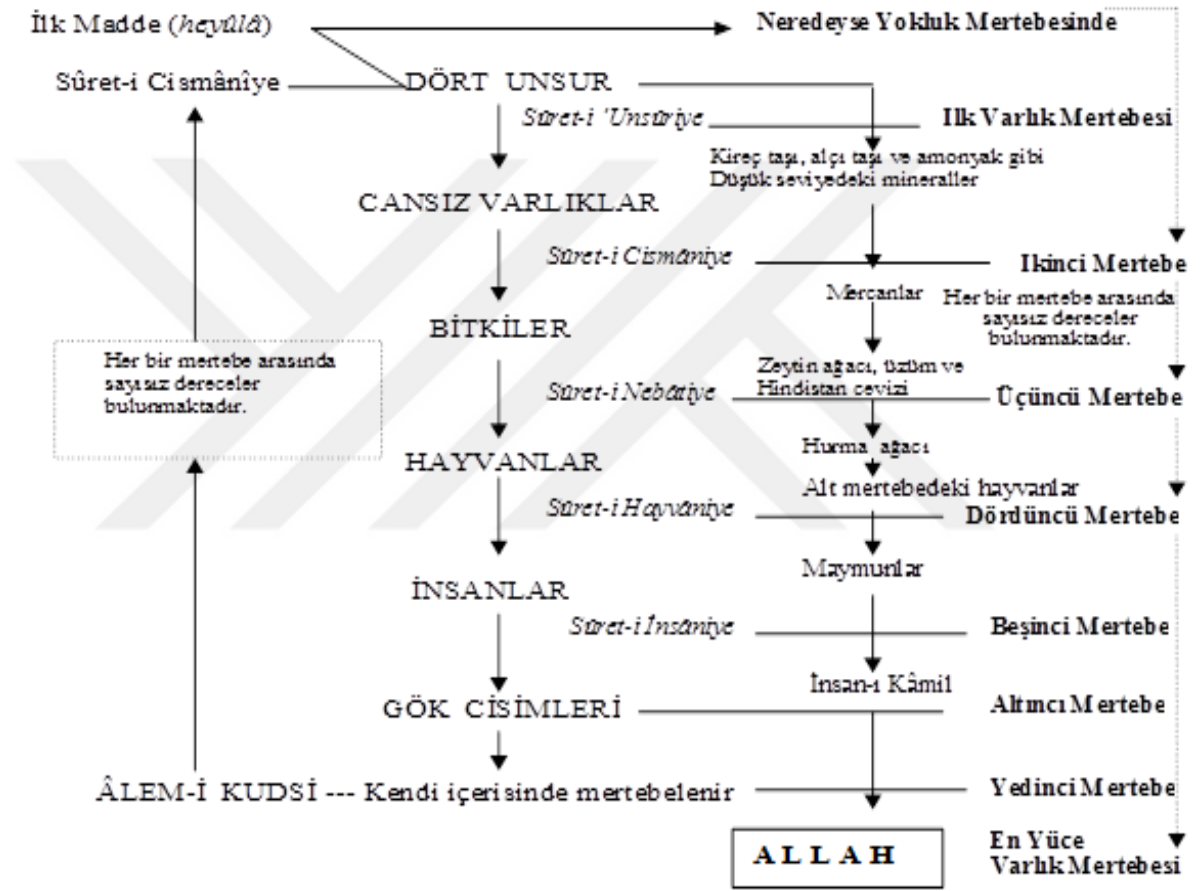 İlk Madde (heyûlâ)
Neredeyse Yokluk Mertebesinde
Sûret-i Cismânîye
DÖRT UNSUR
Sûret-i 'Unsûriye
Ilk Varlık Mertebesi
Kireç taşı, alçı taşı ve amonyak gibi
Düşük seviyedeki mineraller
CANSIZ VARLIKLAR
Sûret-i Cismâniye
Ikinci Mertebe
Mercanlar
Her bir mertebe arasında
sayısız dereceler
bulunmaktadır.
BİTKİLER
Her bir mertebe arasında
sayısız dereceler
bulunmaktadır.
Zeytin ağacı, üzüm ve
Hindistan cevizi
Sûret-i Nebâtiye
Üçüncü Mertebe
Hurma ağacı
HAYVANLAR
Alt mertebedeki hayvanlar
Sûret-i Hayvâniye
Dördüncü Mertebe
Maymunlar
İNSANLAR
Sûret-i İnsâniye
Beşinci Mertebe
İnsan-ı Kâmil
GÖK CİSİMLERİ
Altıncı Mertebe
ÂLEM-İ KUDSİ --- Kendi içerisinde mertebelenir
Yedinci Mertebe
ALLAH
En Yüce
Varlık Mertebesi